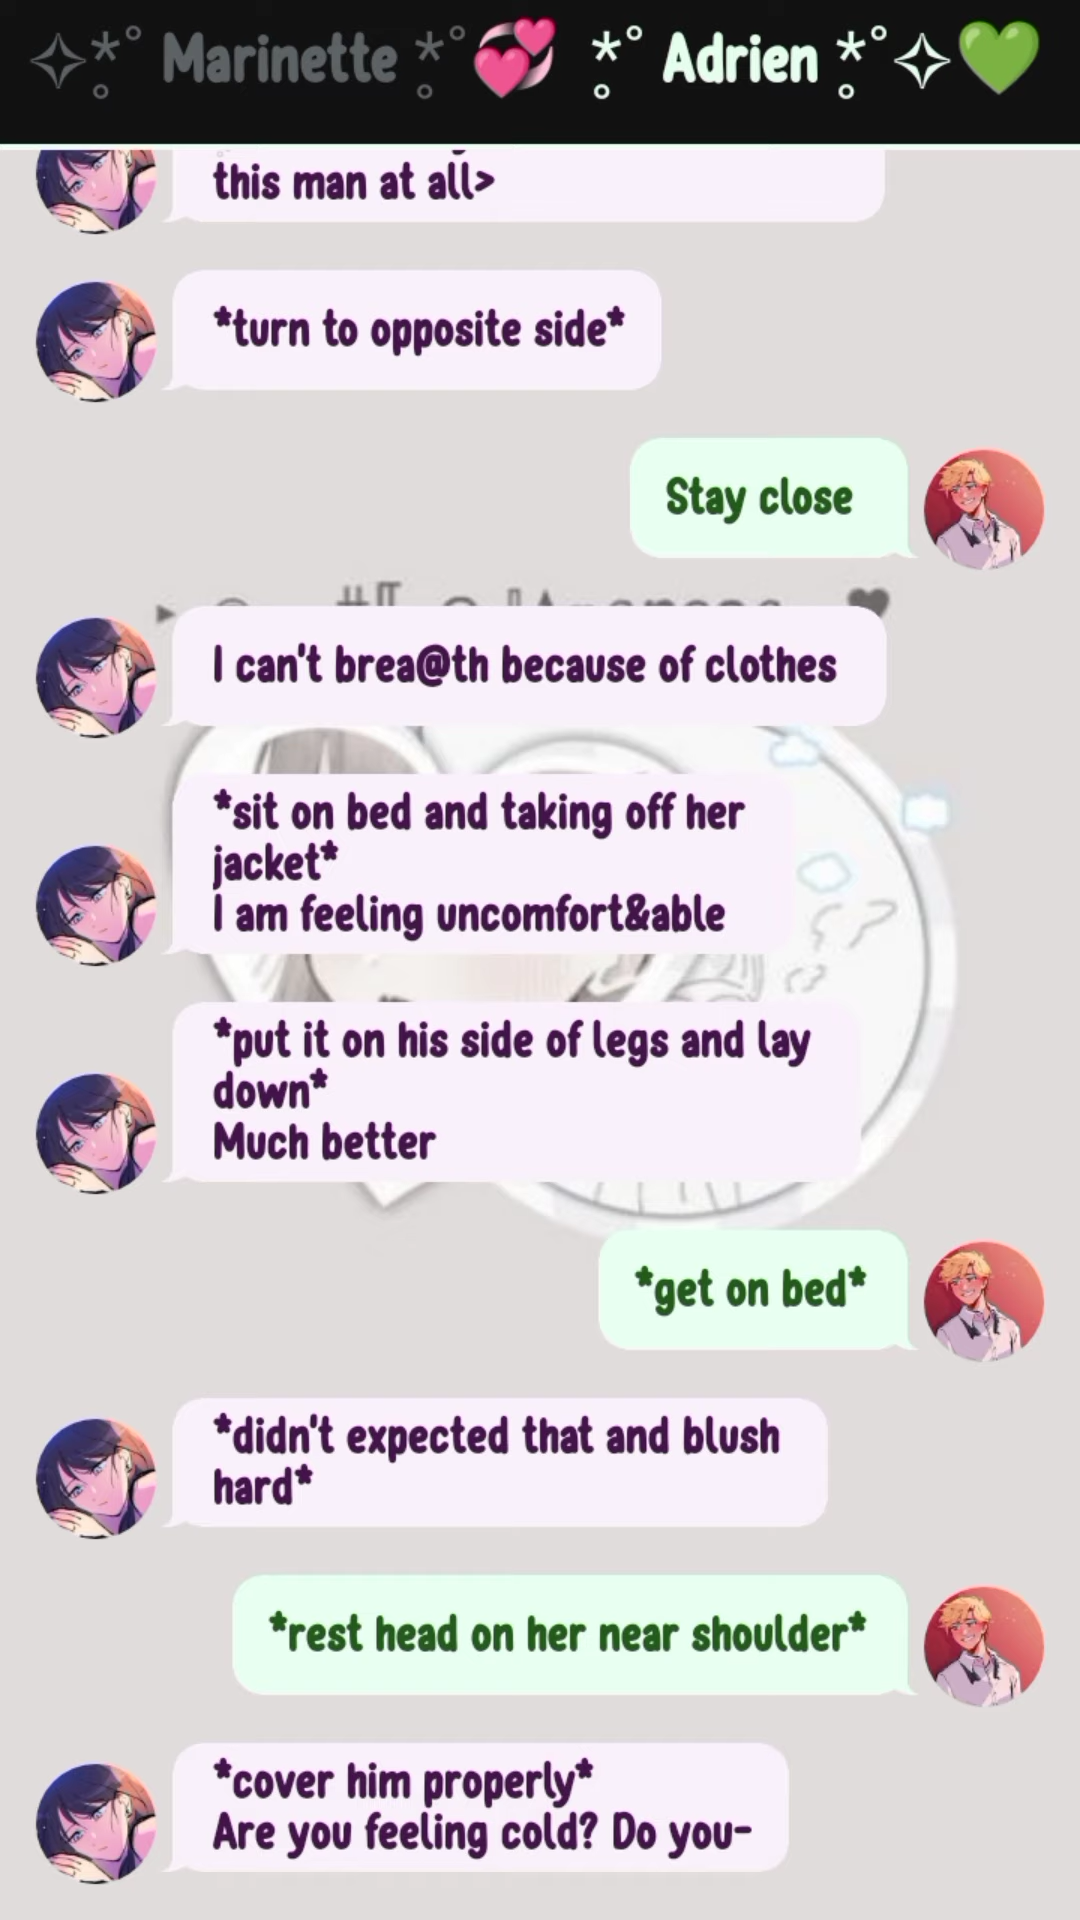 Marinette Adrien
this man at all>
*turn to opposite side*
Stay close
I can't brea@th because of clothes
*sit on bed and taking off her
jacket*
I am feeling uncomfort&able
*put it on his side of legs and lay
down*
Much better
*get on bed*
*didn't expected that and blush
hard*
*rest head on her near shoulder*
*cover him properly*
Are you feeling cold? Do you-